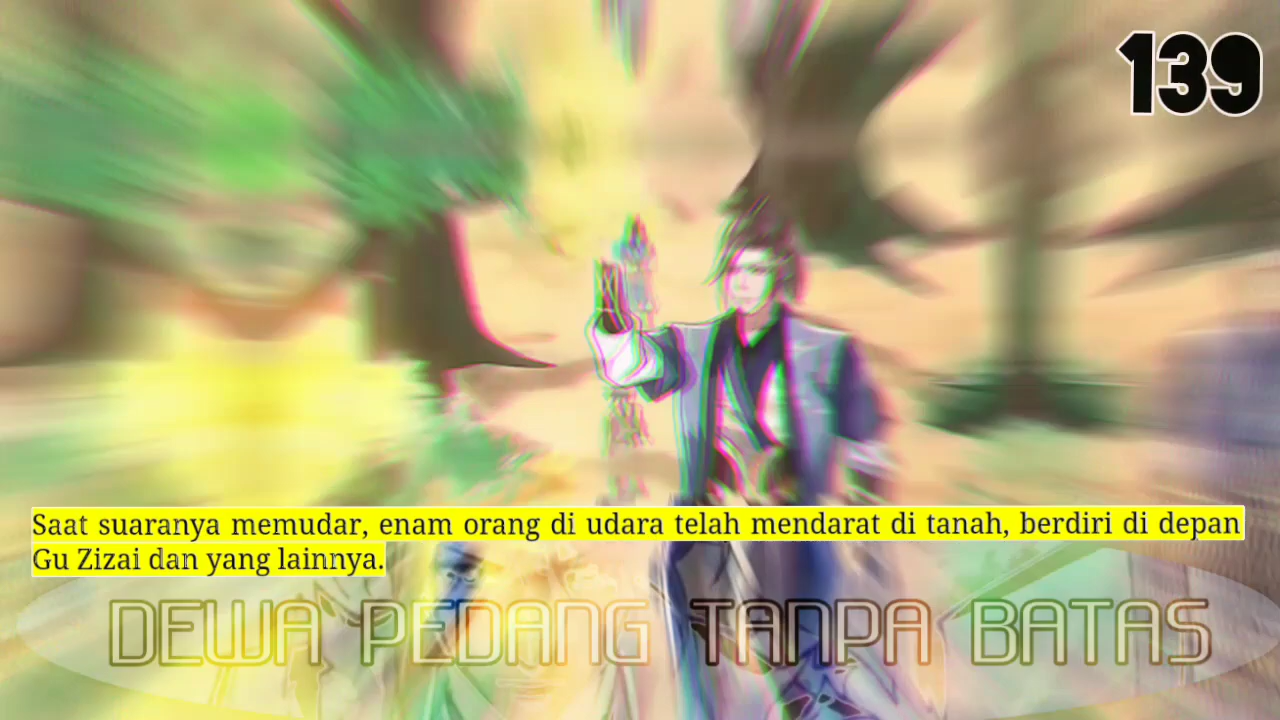 139
Saat suaranya memudar, enam orang di udara telah mendarat di tanah, berdiri di depan
Gu Zizai dan yang lainnya.
DEWA PEDANG TANPA BATAS